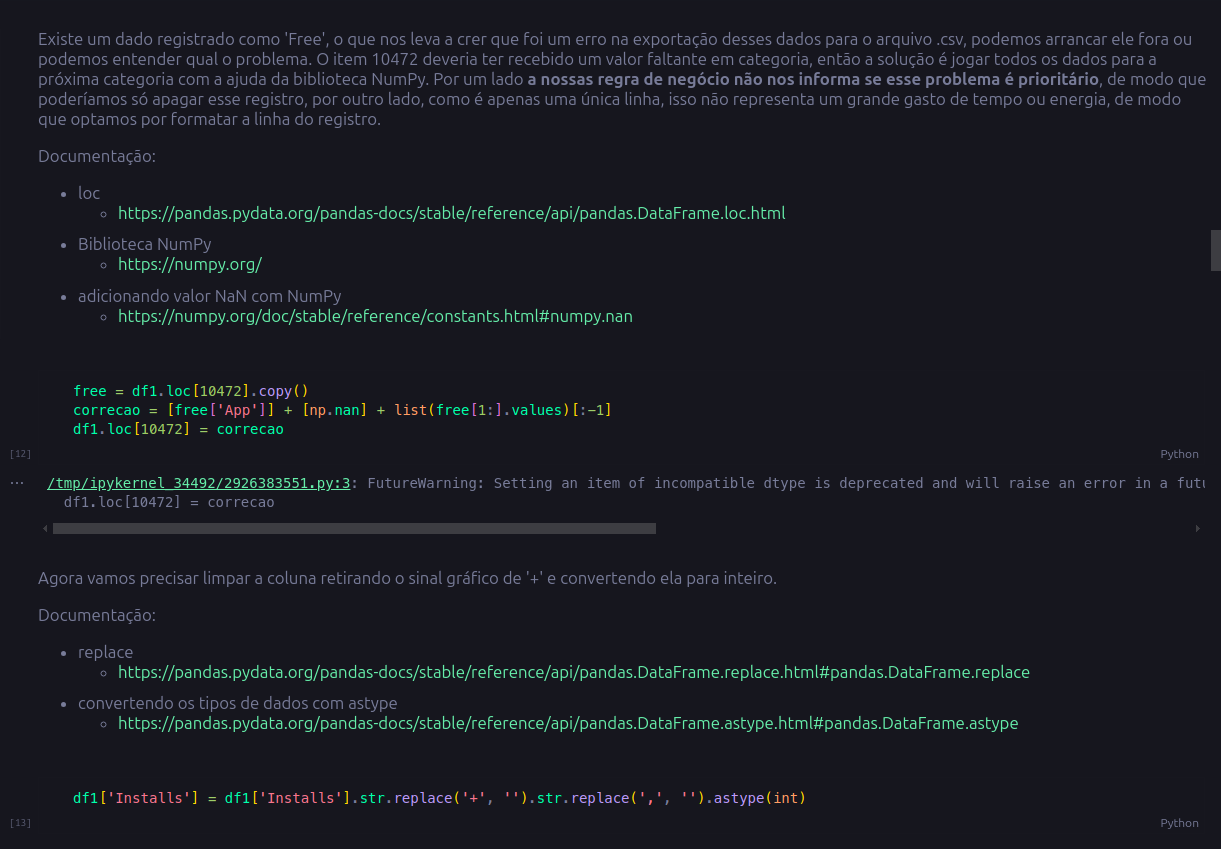 Existe um dado registrado como 'Free', o que nos leva a crer que foi um erro na exportação desses dados para o arquivo .csv, podemos arrancar ele fora ou
podemos entender qual o problema. O item 10472 deveria ter recebido um valor faltante em categoria, então a solução é jogar todos os dados para a
próxima categoria com a ajuda da biblioteca NumPy. Por um lado a nossas regra de negócio não nos informa se esse problema é prioritário, de modo que
poderíamos só apagar esse registro, por outro lado, como é apenas uma única linha, isso não representa um grande gasto de tempo ou energia, de modo
que optamos por formatar a linha do registro.
Documentação:
• loc
◦ https://pandas.pydata.org/pandas-docs/stable/reference/api/pandas.DataFrame.loc.html
• Biblioteca NumPy
◦ https://numpy.org/
• adicionando valor NaN com NumPy
◦ https://numpy.org/doc/stable/reference/constants.html#numpy.nan
free = df1.loc[10472].copy()
correcao = [free['App']] + [np.nan] + list(free[1:].values)[:-1]
df1.loc[10472] = correcao
[12]
Python
... /tmp/ipykernel_34492/2926383551.py:3: FutureWarning: Setting an item of incompatible dtype is deprecated and will raise an error in a futu
df1.loc[10472] = correcao
Agora vamos precisar limpar a coluna retirando o sinal gráfico de '+' e convertendo ela para inteiro.
Documentação:
• replace
◦ https://pandas.pydata.org/pandas-docs/stable/reference/api/pandas.DataFrame.replace.html#pandas.DataFrame.replace
• convertendo os tipos de dados com astype
◦ https://pandas.pydata.org/pandas-docs/stable/reference/api/pandas.DataFrame.astype.html#pandas.DataFrame.astype
df1['Installs'] = df1['Installs'].str.replace('+', '').str.replace(',', '').astype(int)
[13]
Python